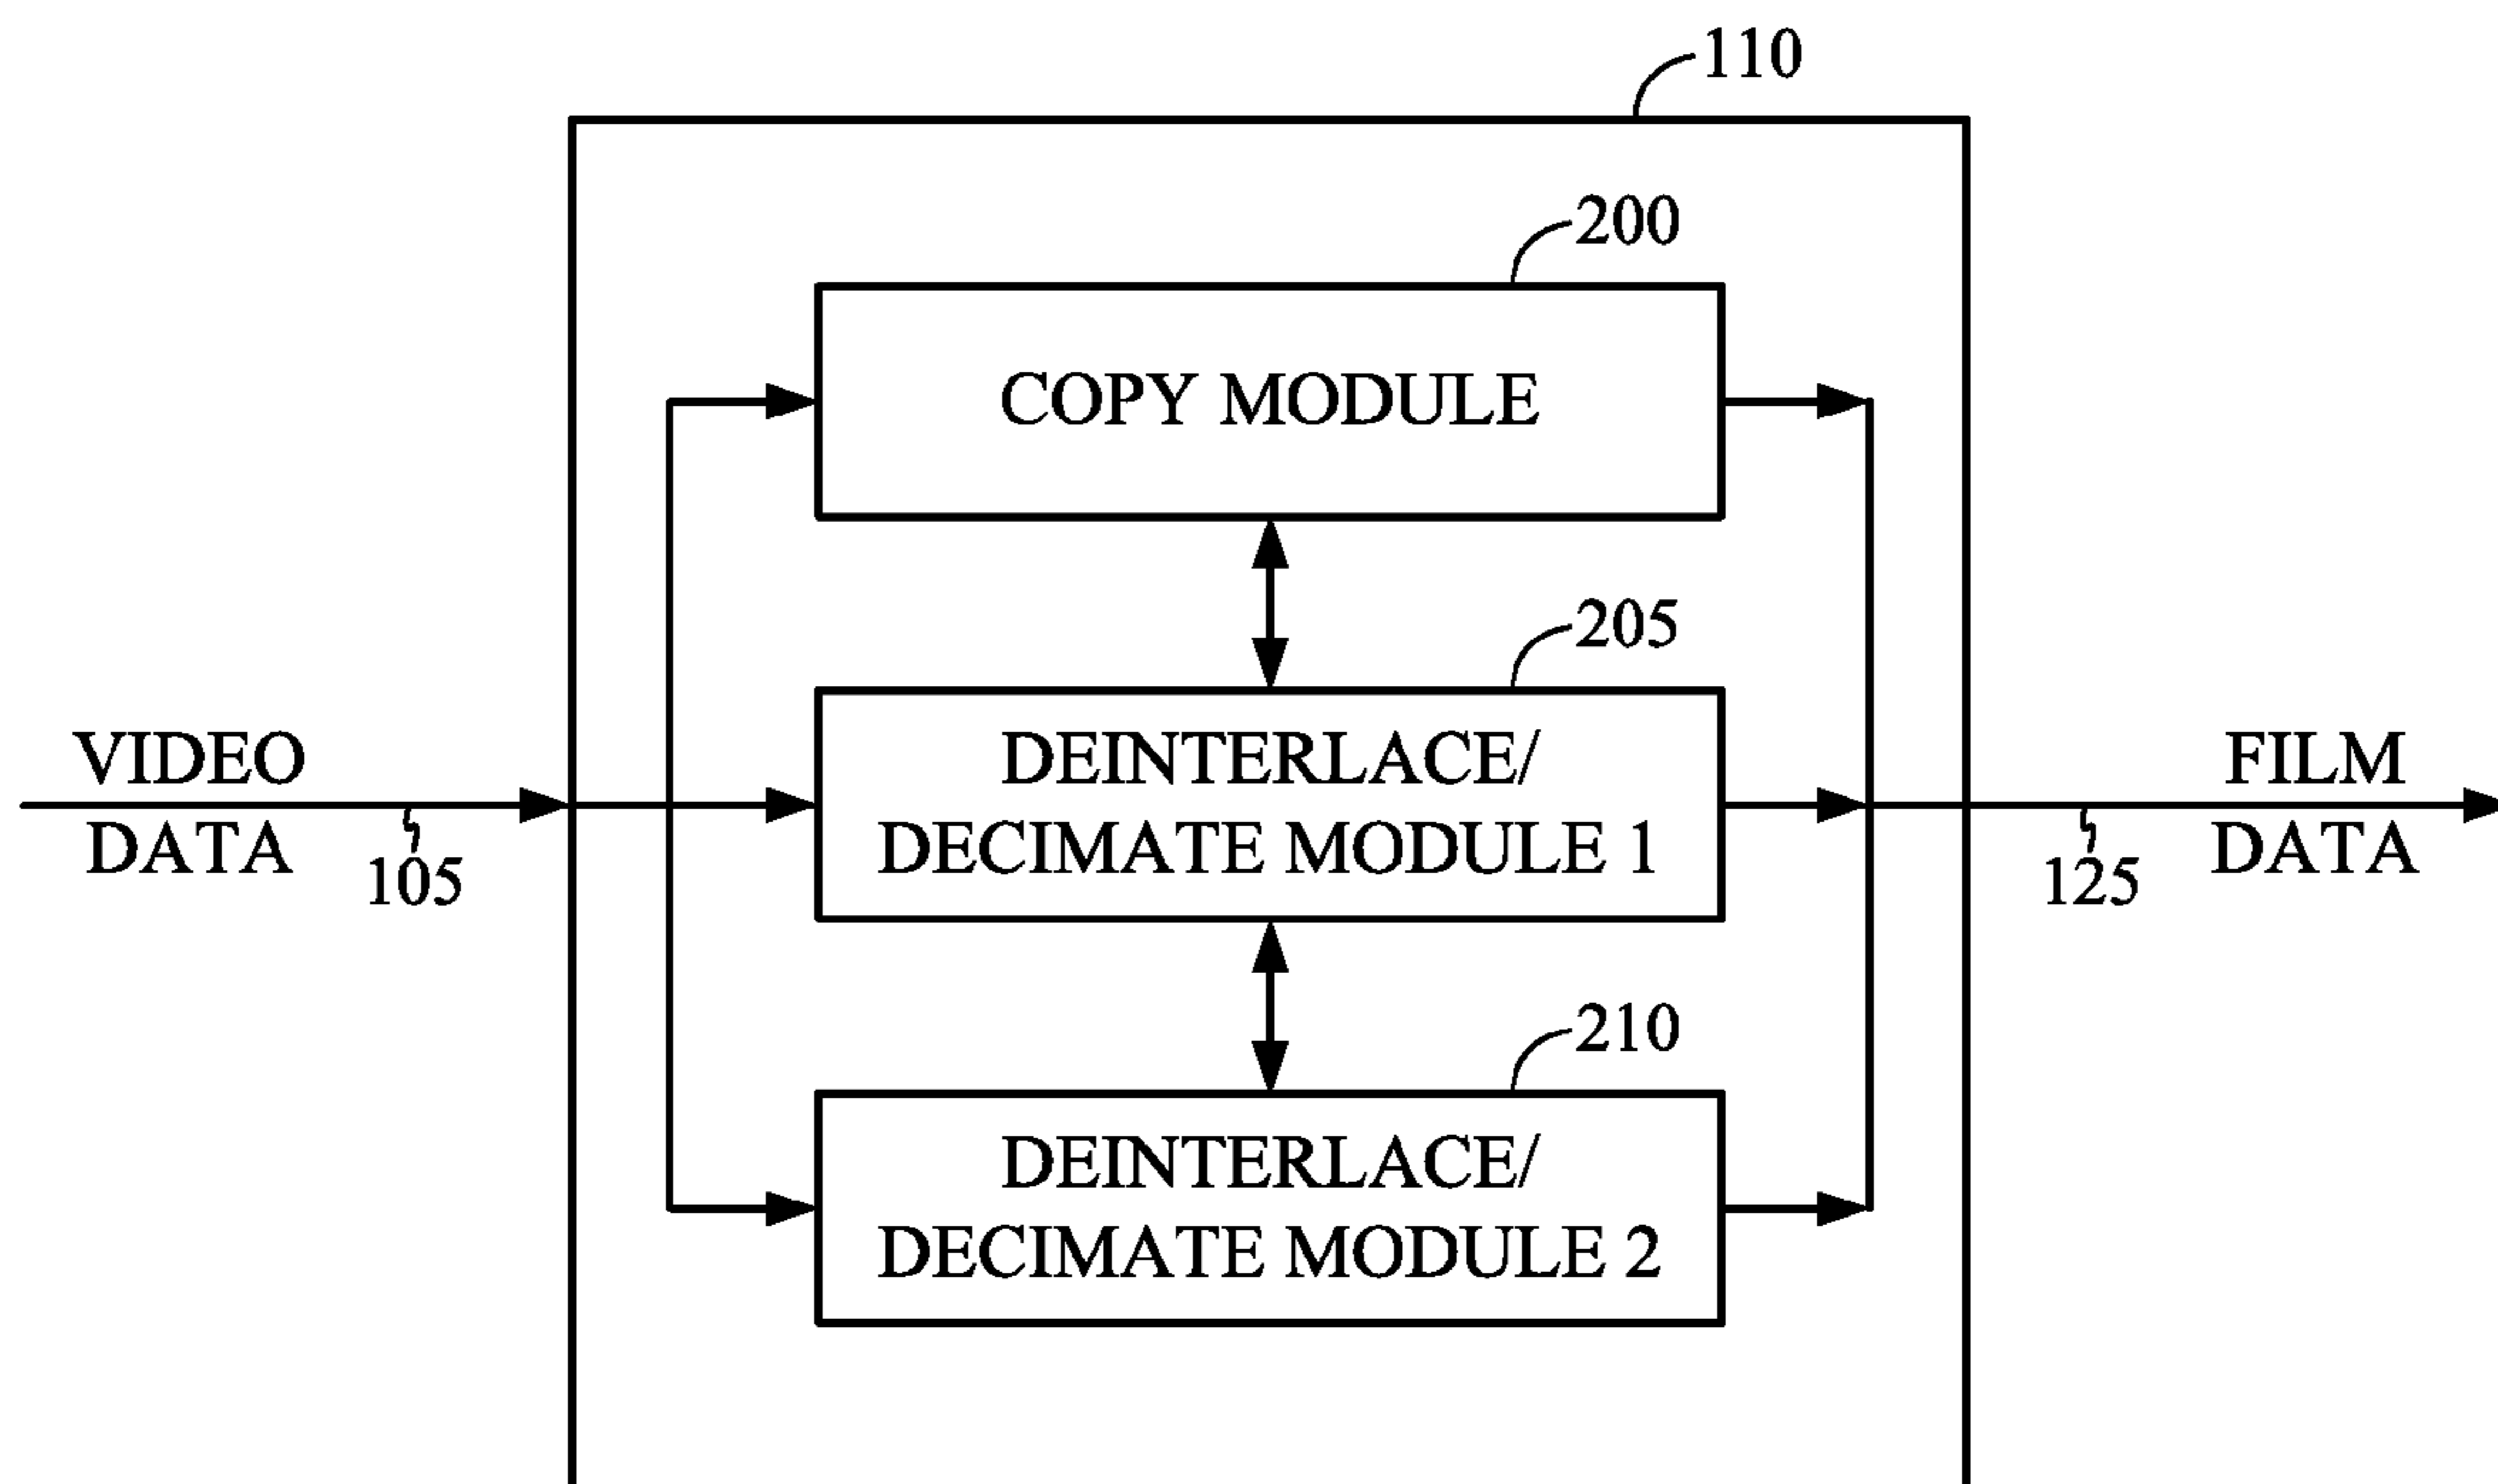 110
200
COPY MODULE
205
VIDEO
DATA
105
DEINTERLACE/
DECIMATE MODULE 1
FILM
DATA
125
210
DEINTERLACE/
DECIMATE MODULE 2